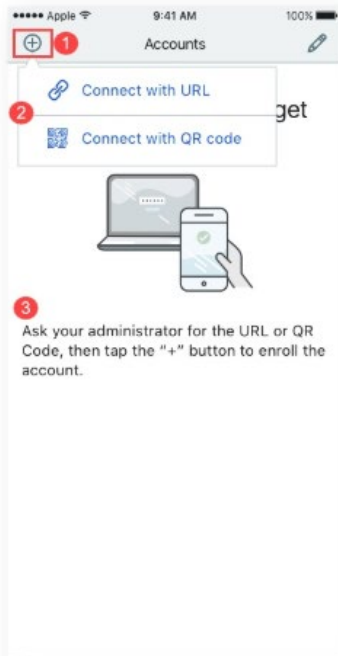 Apple 9:41 AM 100%
1
Accounts
Connect with URL
2
get
Connect with QR code
3
Ask your administrator for the URL or QR
Code, then tap the "+" button to enroll the
account.